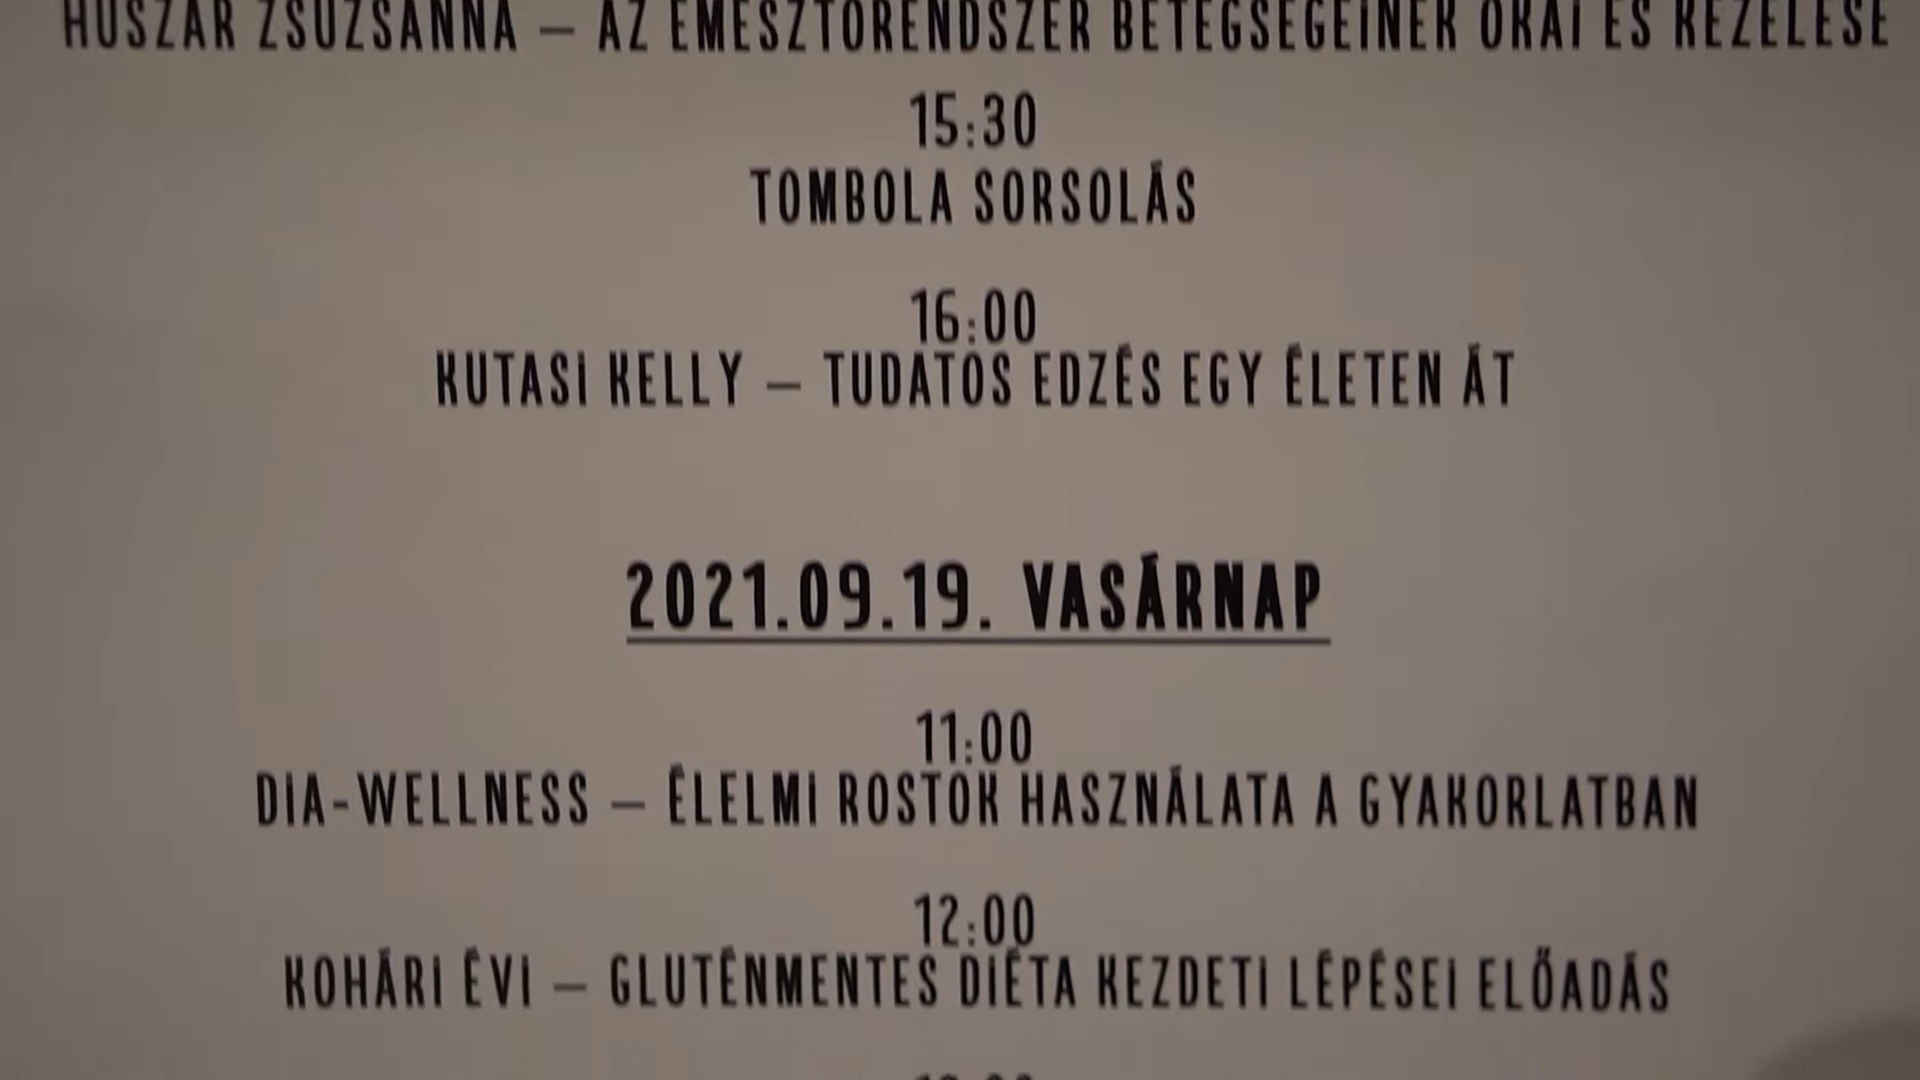 HUSZÁR ZSUZSANNA – AZ EMÉSZTŐRENDSZER BETEGSÉGEINEK OKAI ÉS KEZELÉSE
15:30
TOMBOLA SORSOLÁS
16:00
KUTASI KELLY – TUDATOS EDZÉS EGY ÉLETEN ÁT
2021.09.19. VASÁRNAP
11:00
DIA-WELLNESS – ÉLELMI ROSTOK HASZNÁLATA A GYAKORLATBAN
12:00
KOHÁRI ÉVI – GLUTÉNMENTES DIÉTA KEZDETI LÉPÉSEI ELŐADÁS